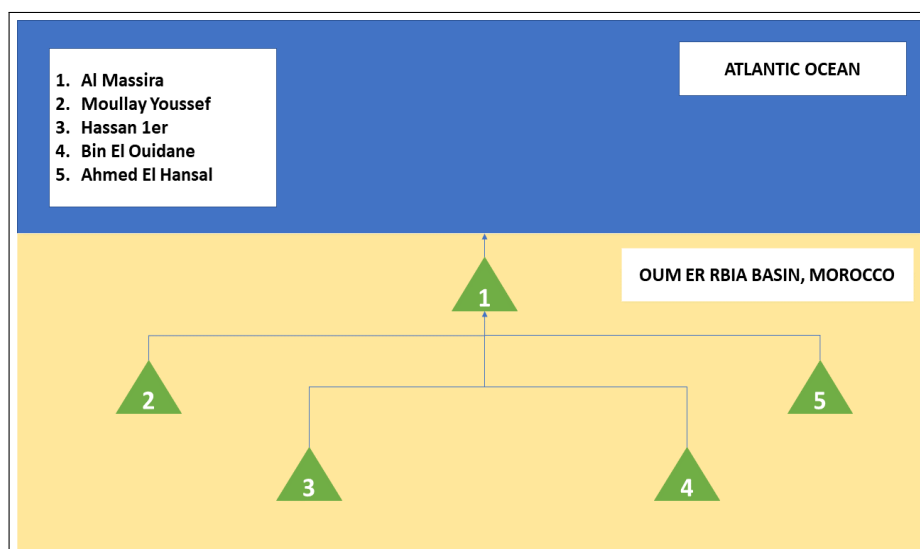 1. Al Massira
2. Moullay Youssef
3. Hassan 1er
4. Bin El Ouidane
5. Ahmed El Hansal
ATLANTIC OCEAN
OUM ER RBIA BASIN, MOROCCO
1
2
5
3
4